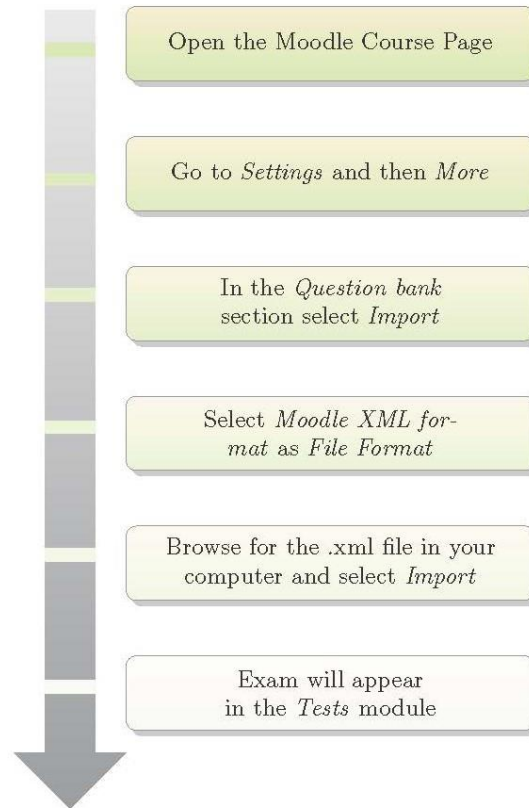 Open the Moodle Course Page
Go to Settings and then More
In the Question bank
section select Import
Select Moodle XML for-
mat as File Format
Browse for the .xml file in your
computer and select Import
Exam will appear
in the Tests module